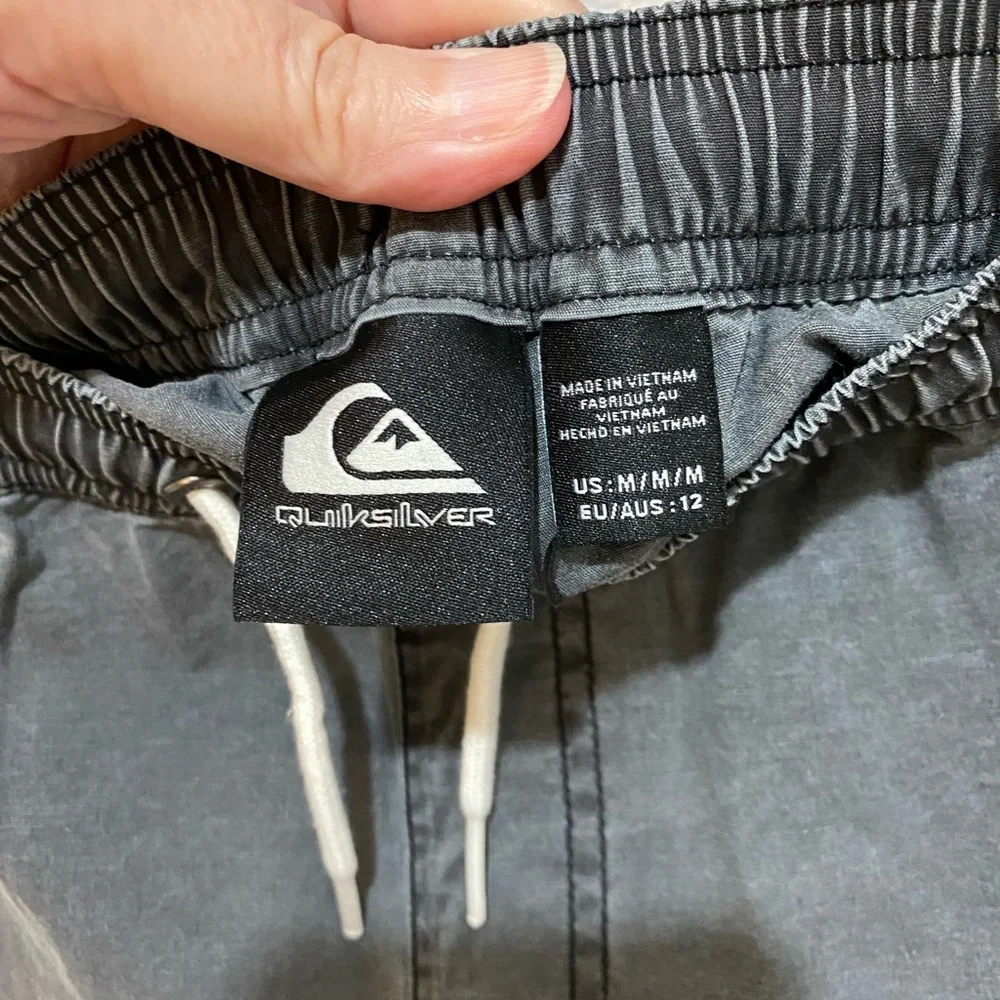 QUIKSILVER
MADE IN VIETNAM
FABRIQUÉ AU
VIETNAM
HECHO EN VIETNAM
US : M / M / M
EU/AUS : 12